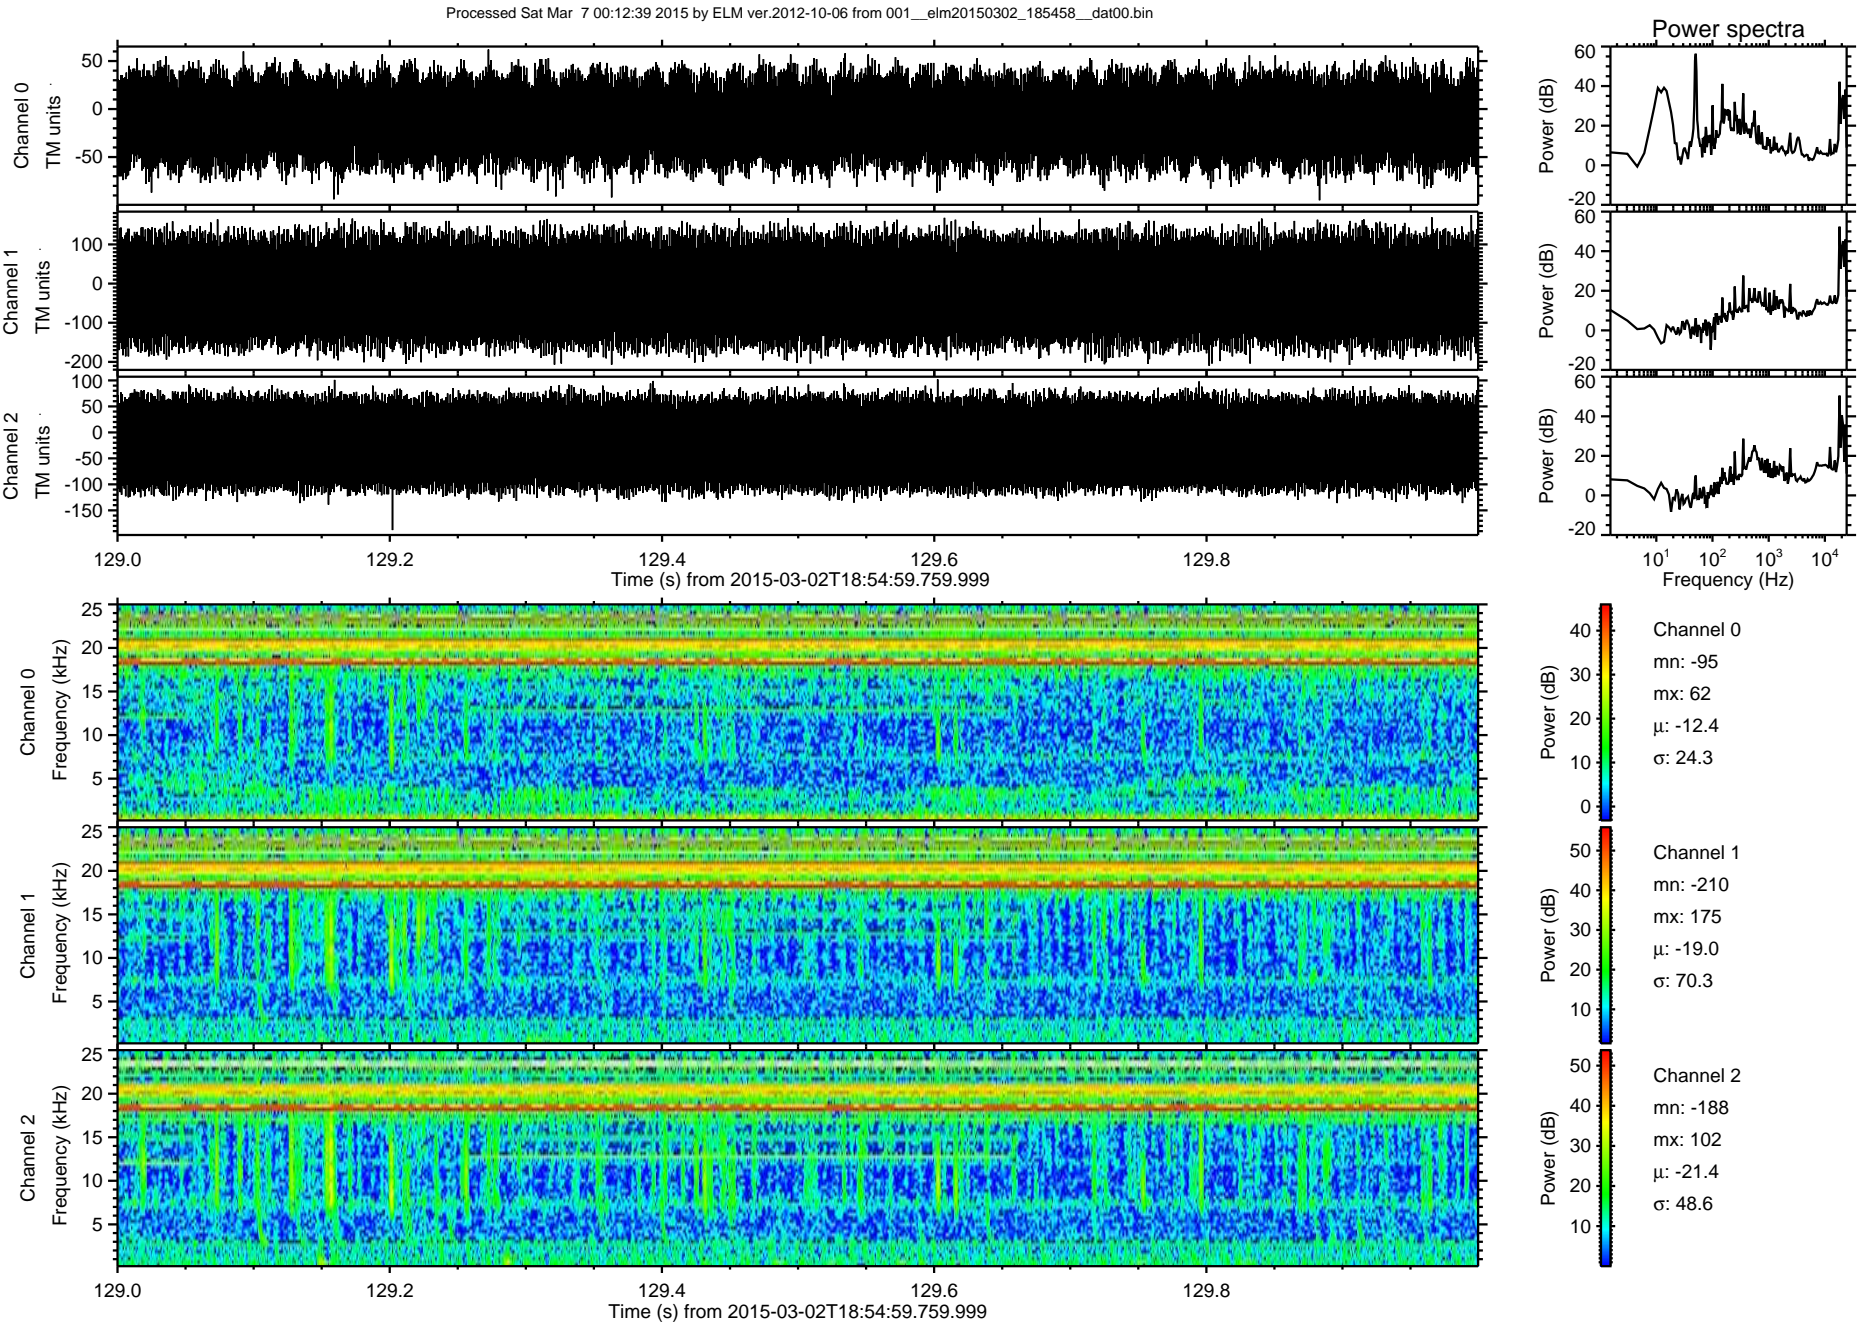 Processed Sat Mar  7 00:12:39 2015 by ELM ver.2012-10-06 from 001__elm20150302_185458__dat00.bin
Power spectra
Channel 0
TM units
50
0
-50
Power (dB)
60
40
20
0
-20
Channel 1
TM units
100
0
-100
-200
Power (dB)
60
40
20
0
-20
Channel 2
TM units
100
50
0
-50
-100
-150
Power (dB)
60
40
20
0
-20
129.0 129.2 129.4 129.6 129.8
Time (s) from 2015-03-02T18:54:59.759.999
10¹ 10² 10³ 10⁴
Frequency (Hz)
Channel 0
Frequency (kHz)
25
20
15
10
5
Power (dB)
40
30
20
10
0
Channel 0
mn: -95
mx: 62
μ: -12.4
σ: 24.3
Channel 1
Frequency (kHz)
25
20
15
10
5
Power (dB)
50
40
30
20
10
Channel 1
mn: -210
mx: 175
μ: -19.0
σ: 70.3
Channel 2
Frequency (kHz)
25
20
15
10
5
Power (dB)
50
40
30
20
10
Channel 2
mn: -188
mx: 102
μ: -21.4
σ: 48.6
129.0 129.2 129.4 129.6 129.8
Time (s) from 2015-03-02T18:54:59.759.999